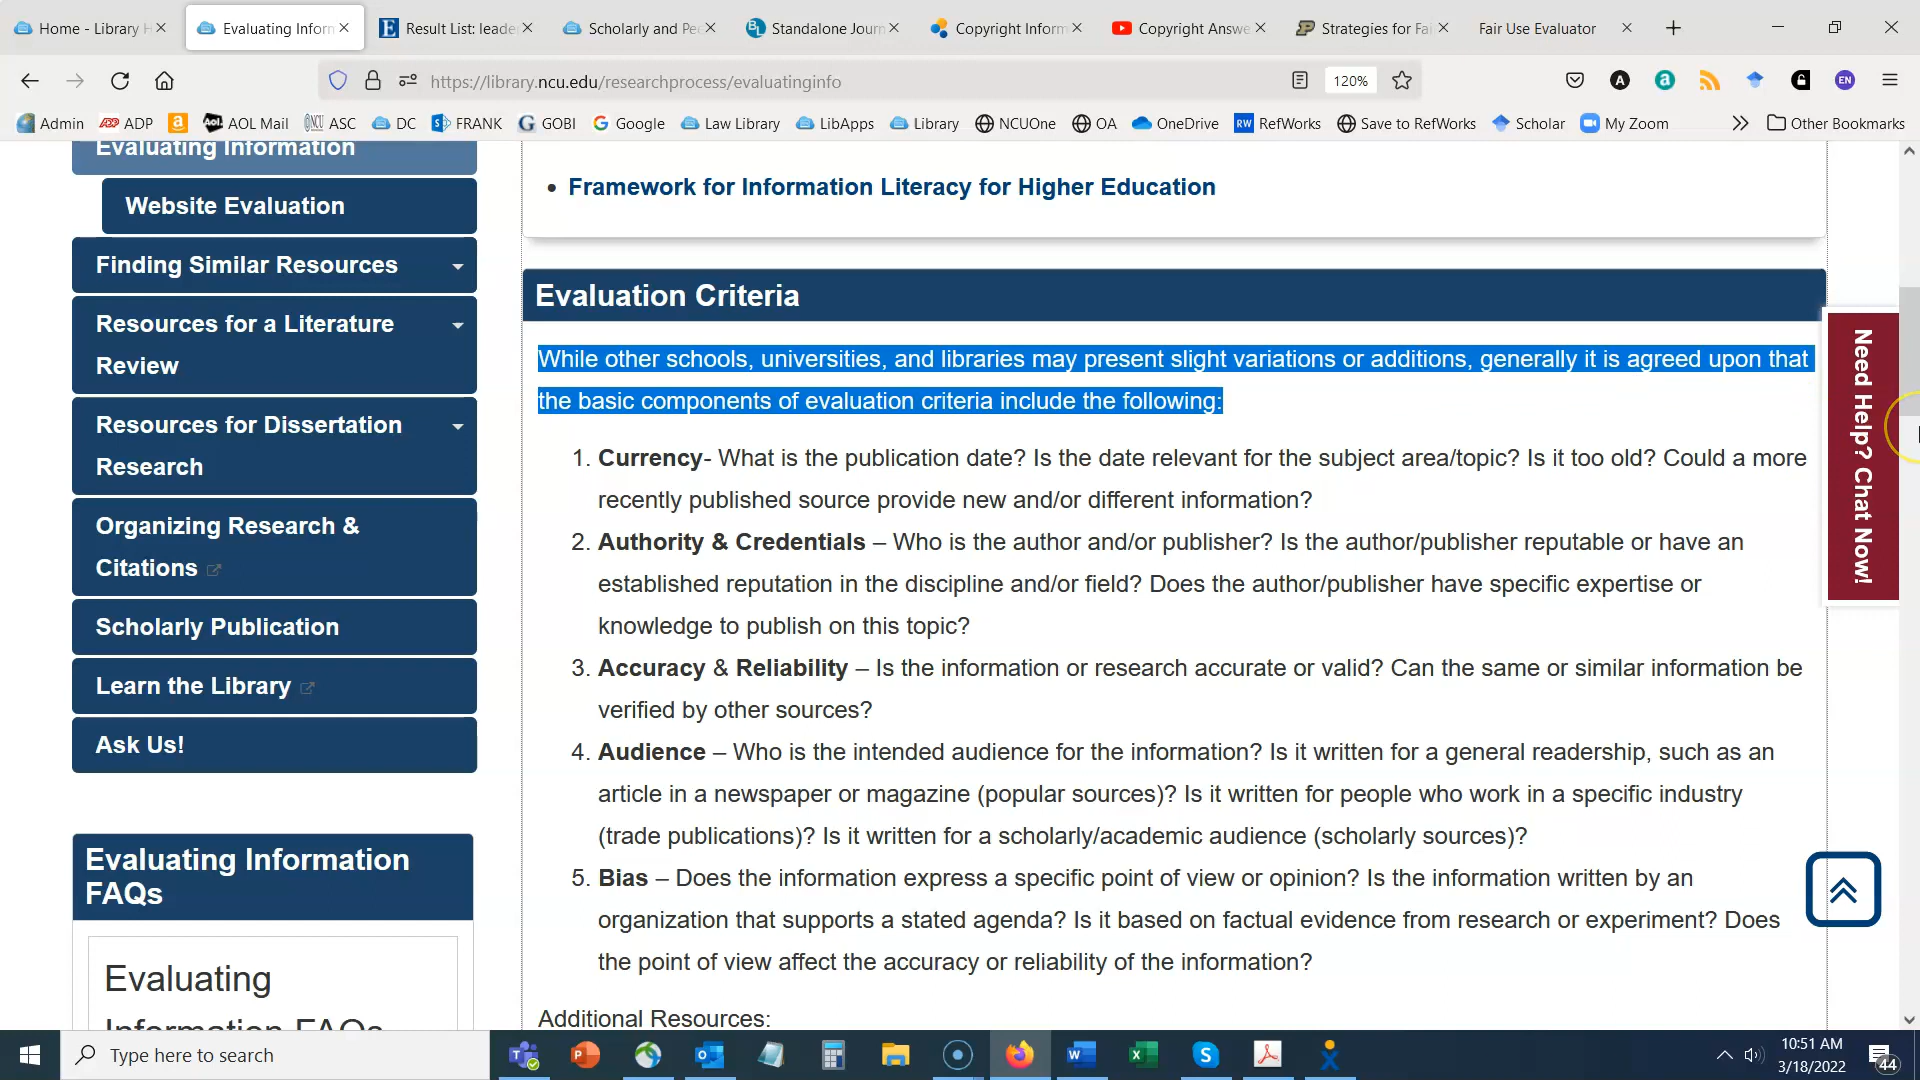 Home - Library H
Evaluating Inforn
Result List: leade
Scholarly and Pe
BL Standalone Journ
Copyright Inform
Copyright Answe
Strategies for Fai
Fair Use Evaluator
https://library.ncu.edu/researchprocess/evaluatinginfo
120%
A
a
EN
Admin
ADP ADP
AOL Mail
NCU ASC
DC
FRANK
GOBI
Google
Law Library
LibApps
Library
NCUOne
OA
OneDrive
RW RefWorks
Save to RefWorks
Scholar
My Zoom
Other Bookmarks
Evaluating Information
Website Evaluation
Finding Similar Resources
Resources for a Literature
Review
Resources for Dissertation
Research
Organizing Research &
Citations
Scholarly Publication
Learn the Library
Ask Us!
Evaluating Information
FAQs
Evaluating
Information FAQs
• Framework for Information Literacy for Higher Education
Evaluation Criteria
While other schools, universities, and libraries may present slight variations or additions, generally it is agreed upon that
the basic components of evaluation criteria include the following:
1. Currency- What is the publication date? Is the date relevant for the subject area/topic? Is it too old? Could a more
recently published source provide new and/or different information?
2. Authority & Credentials – Who is the author and/or publisher? Is the author/publisher reputable or have an
established reputation in the discipline and/or field? Does the author/publisher have specific expertise or
knowledge to publish on this topic?
3. Accuracy & Reliability – Is the information or research accurate or valid? Can the same or similar information be
verified by other sources?
4. Audience – Who is the intended audience for the information? Is it written for a general readership, such as an
article in a newspaper or magazine (popular sources)? Is it written for people who work in a specific industry
(trade publications)? Is it written for a scholarly/academic audience (scholarly sources)?
5. Bias – Does the information express a specific point of view or opinion? Is the information written by an
organization that supports a stated agenda? Is it based on factual evidence from research or experiment? Does
the point of view affect the accuracy or reliability of the information?
Additional Resources:
Need Help? Chat Now!
Type here to search
10:51 AM
3/18/2022
44